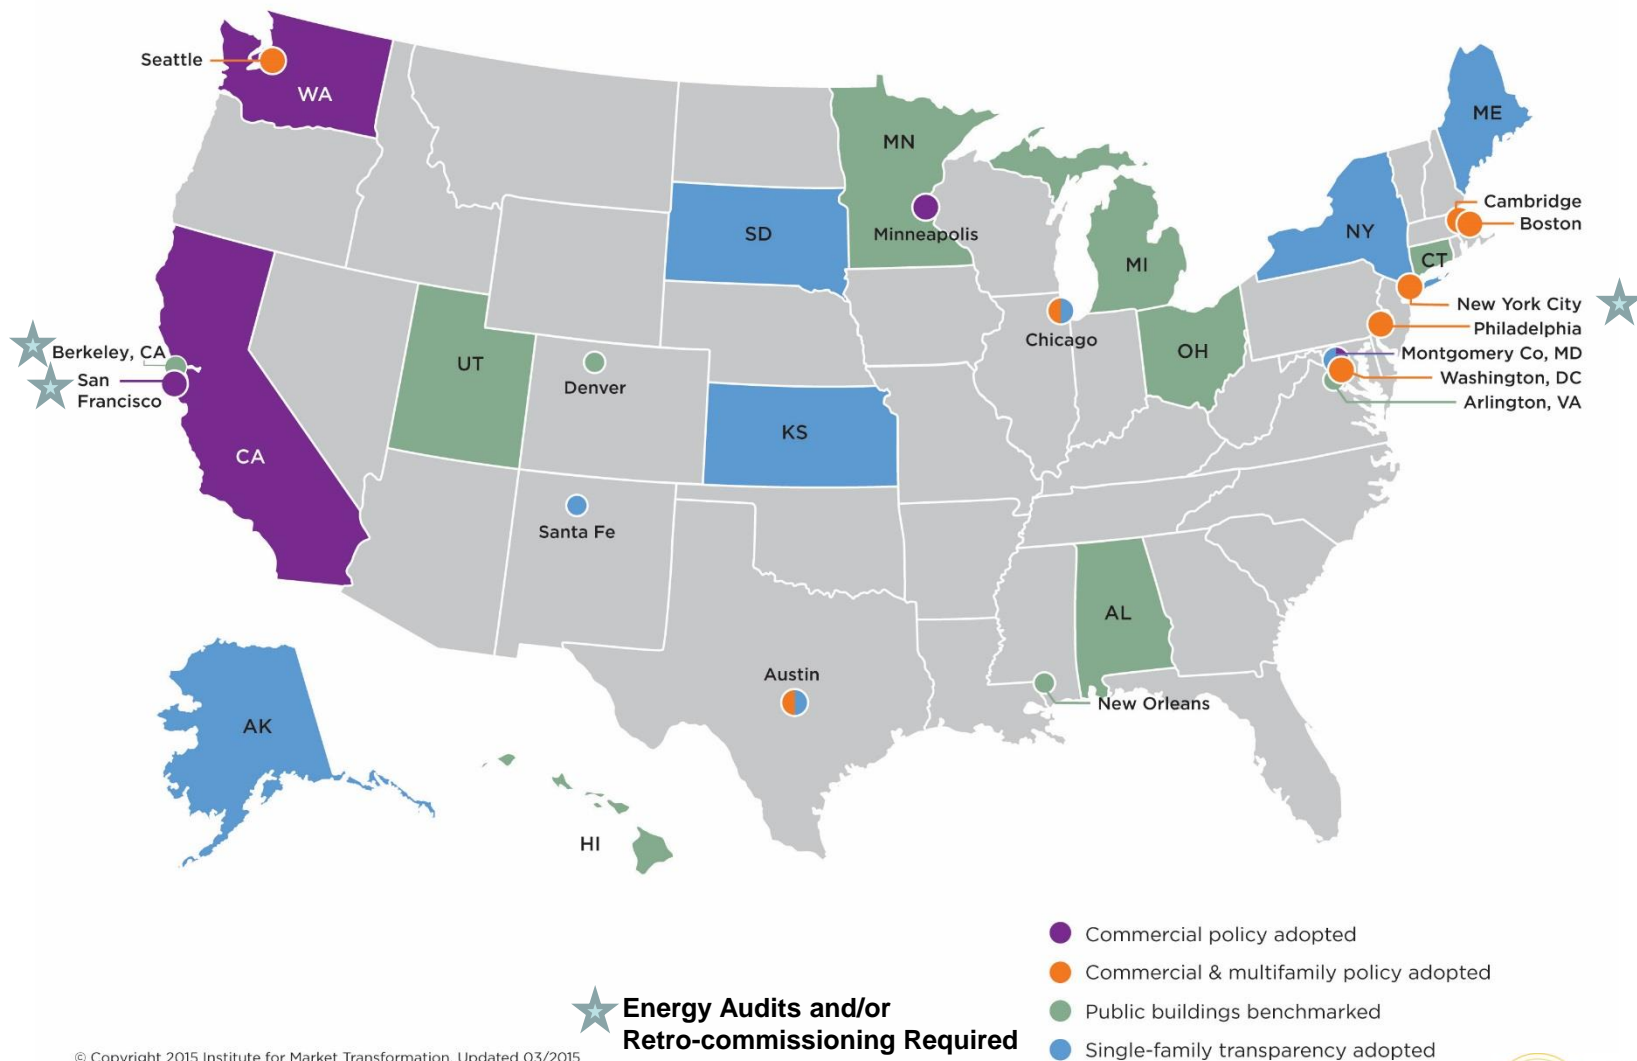 Seattle
WA
MN
ME
Cambridge
Boston
SD
Minneapolis
NY
CT
MI
New York City
Philadelphia
Berkeley, CA
San
Francisco
UT
Denver
Chicago
OH
Montgomery Co, MD
Washington, DC
Arlington, VA
CA
KS
Santa Fe
AL
Austin
New Orleans
AK
HI
Commercial policy adopted
Commercial & multifamily policy adopted
Public buildings benchmarked
Single-family transparency adopted
Energy Audits and/or
Retro-commissioning Required
© Copyright 2015 Institute for Market Transformation. Updated 03/2015